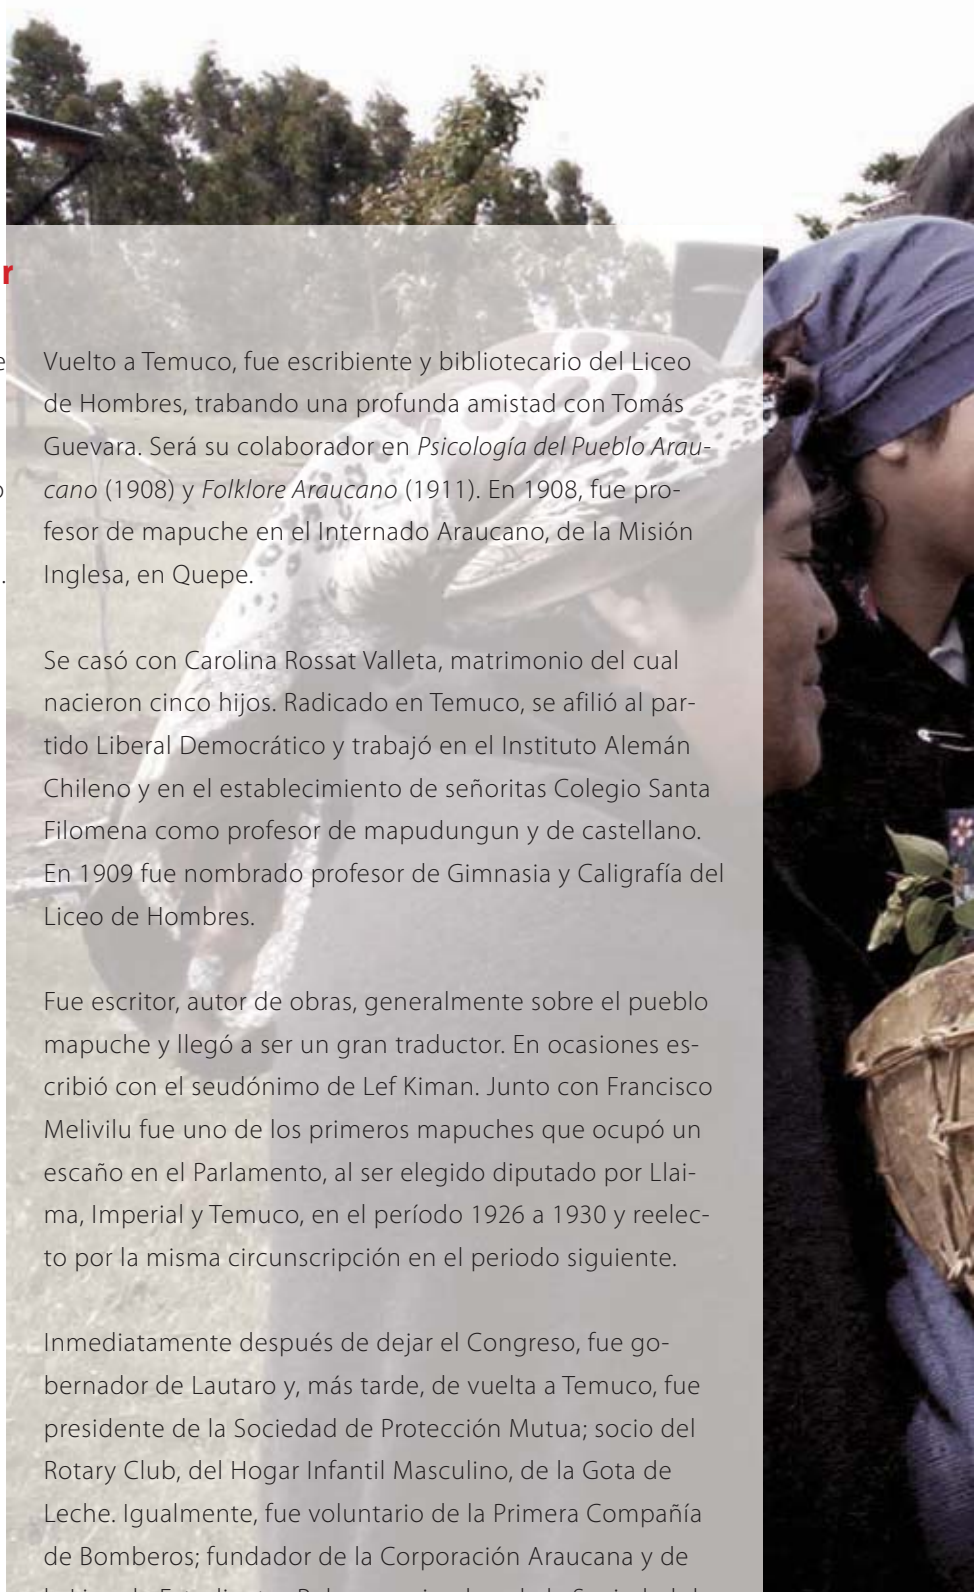 r
e
o
.
Vuelto a Temuco, fue escribiente y bibliotecario del Liceo
de Hombres, trabando una profunda amistad con Tomás
Guevara. Será su colaborador en Psicología del Pueblo Arau-
cano (1908) y Folklore Araucano (1911). En 1908, fue pro-
fesor de mapuche en el Internado Araucano, de la Misión
Inglesa, en Quepe.
Se casó con Carolina Rossat Valleta, matrimonio del cual
nacieron cinco hijos. Radicado en Temuco, se afilió al par-
tido Liberal Democrático y trabajó en el Instituto Alemán
Chileno y en el establecimiento de señoritas Colegio Santa
Filomena como profesor de mapudungun y de castellano.
En 1909 fue nombrado profesor de Gimnasia y Caligrafía del
Liceo de Hombres.
Fue escritor, autor de obras, generalmente sobre el pueblo
mapuche y llegó a ser un gran traductor. En ocasiones es-
cribió con el seudónimo de Lef Kiman. Junto con Francisco
Melivilu fue uno de los primeros mapuches que ocupó un
escaño en el Parlamento, al ser elegido diputado por Llai-
ma, Imperial y Temuco, en el período 1926 a 1930 y reelec-
to por la misma circunscripción en el periodo siguiente.
Inmediatamente después de dejar el Congreso, fue go-
bernador de Lautaro y, más tarde, de vuelta a Temuco, fue
presidente de la Sociedad de Protección Mutua; socio del
Rotary Club, del Hogar Infantil Masculino, de la Gota de
Leche. Igualmente, fue voluntario de la Primera Compañía
de Bomberos; fundador de la Corporación Araucana y de